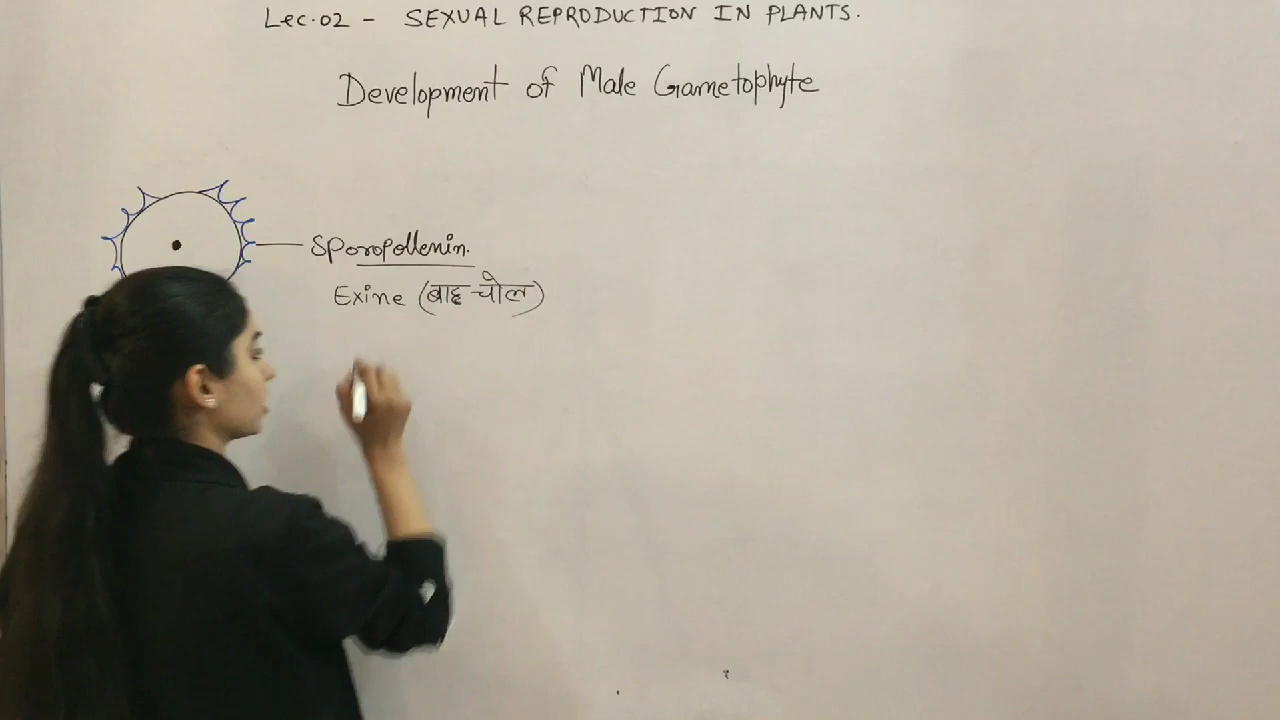 Lec.02 - SEXUAL REPRODUCTION IN PLANTS.
Development of Male Gametophyte
Sporopollenin.
Exine (बाह्य चोल)